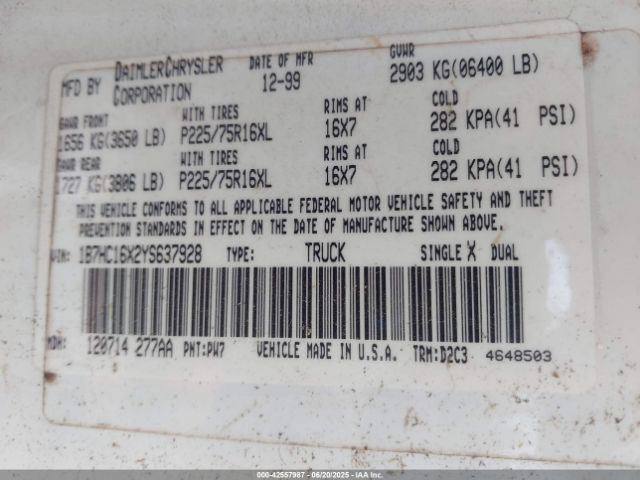 MFD BY DAIMLERCHRYSLER CORPORATION DATE OF MFR 12-99 GVWR 2903 KG(06400 LB)
GAWR FRONT WITH TIRES RIMS AT COLD
1656 KG(3650 LB) P225/75R16XL 16X7 282 KPA(41 PSI)
GAWR REAR WITH TIRES RIMS AT COLD
1727 KG(3806 LB) P225/75R16XL 16X7 282 KPA(41 PSI)
THIS VEHICLE CONFORMS TO ALL APPLICABLE FEDERAL MOTOR VEHICLE SAFETY AND THEFT
PREVENTION STANDARDS IN EFFECT ON THE DATE OF MANUFACTURE SHOWN ABOVE.
VIN: 1B7HC16X2YS637928 TYPE: TRUCK SINGLE X DUAL
MDH: 120714 277AA PNT:PW7 VEHICLE MADE IN U.S.A. TRM:D2C3 4648503
000-42557987 - 06/20/2025 - IAAI.COM